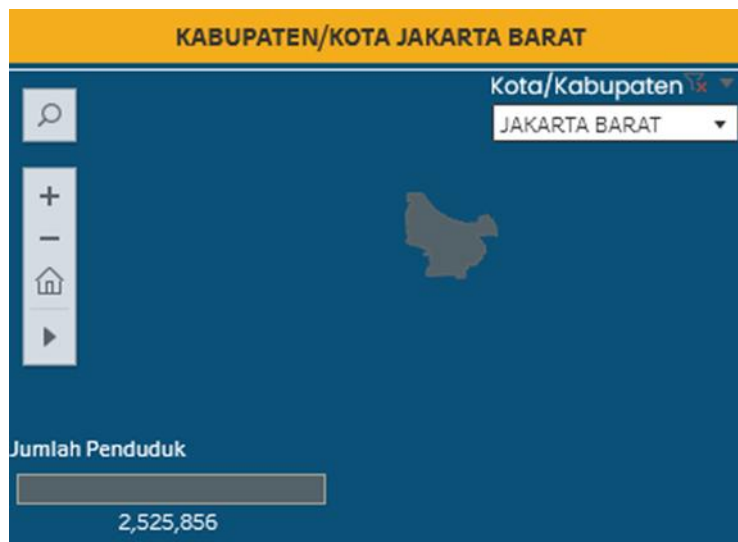 KABUPATEN/KOTA JAKARTA BARAT
Kota/Kabupaten
JAKARTA BARAT
Jumlah Penduduk
2,525,856